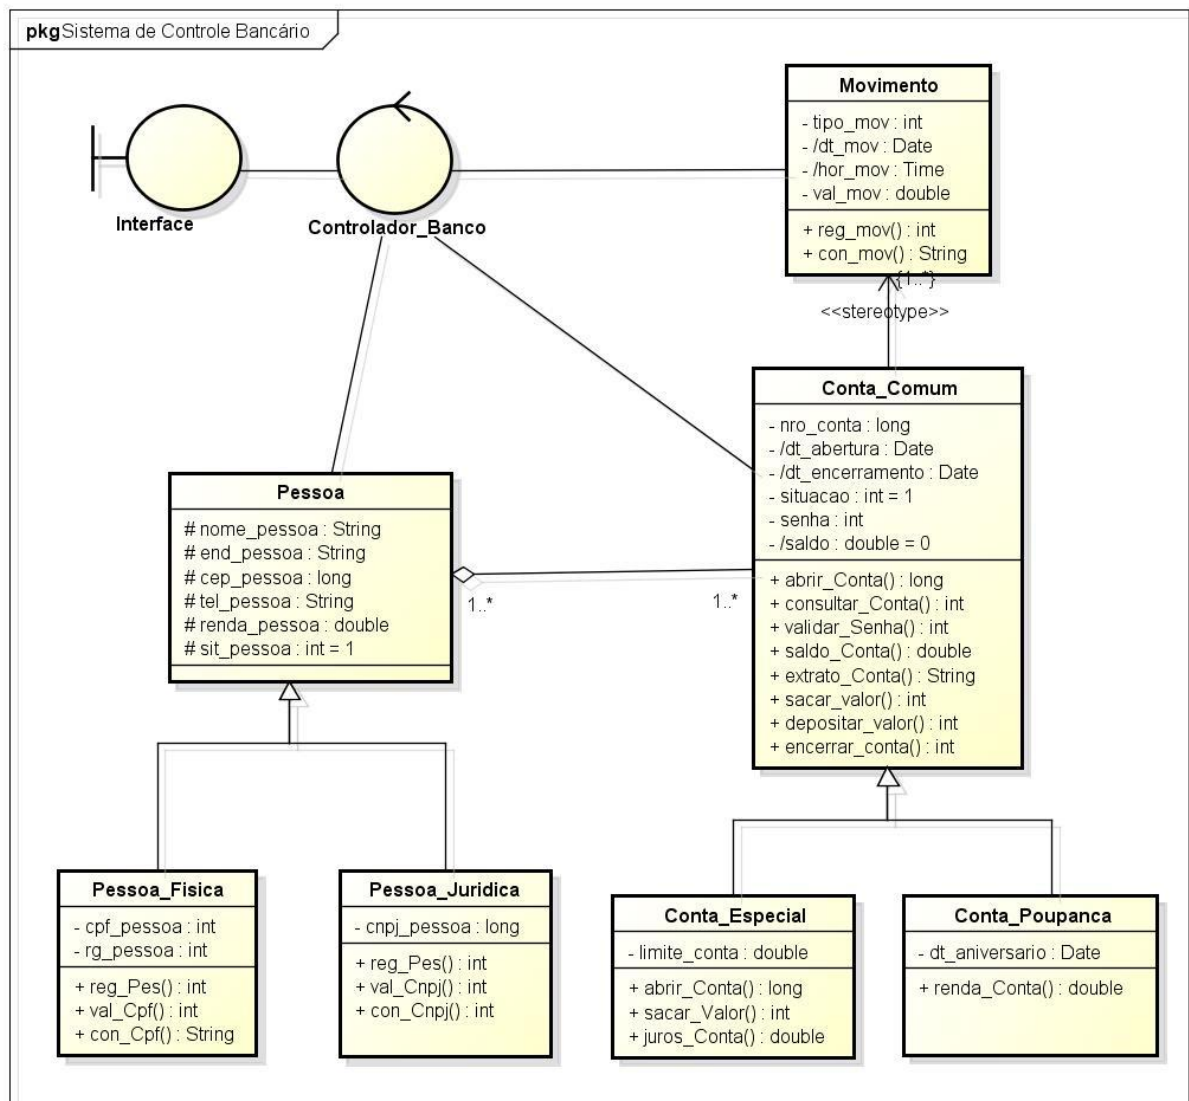 pkg Sistema de Controle Bancário
Interface
Controlador_Banco
Movimento
- tipo_mov : int
- /dt_mov : Date
- /hor_mov : Time
- val_mov : double
+ reg_mov() : int
+ con_mov() : String
{1..*}
<<stereotype>>
Conta_Comum
- nro_conta : long
- /dt_abertura : Date
- /dt_encerramento : Date
- situacao : int = 1
- senha : int
- /saldo : double = 0
+ abrir_Conta() : long
+ consultar_Conta() : int
+ validar_Senha() : int
+ saldo_Conta() : double
+ extrato_Conta() : String
+ sacar_valor() : int
+ depositar_valor() : int
+ encerrar_conta() : int
Pessoa
# nome_pessoa : String
# end_pessoa : String
# cep_pessoa : long
# tel_pessoa : String
# renda_pessoa : double
# sit_pessoa : int = 1
1..*
1..*
Pessoa_Fisica
- cpf_pessoa : int
- rg_pessoa : int
+ reg_Pes() : int
+ val_Cpf() : int
+ con_Cpf() : String
Pessoa_Juridica
- cnpj_pessoa : long
+ reg_Pes() : int
+ val_Cnpj() : int
+ con_Cnpj() : int
Conta_Especial
- limite_conta : double
+ abrir_Conta() : long
+ sacar_Valor() : int
+ juros_Conta() : double
Conta_Poupanca
- dt_aniversario : Date
+ renda_Conta() : double